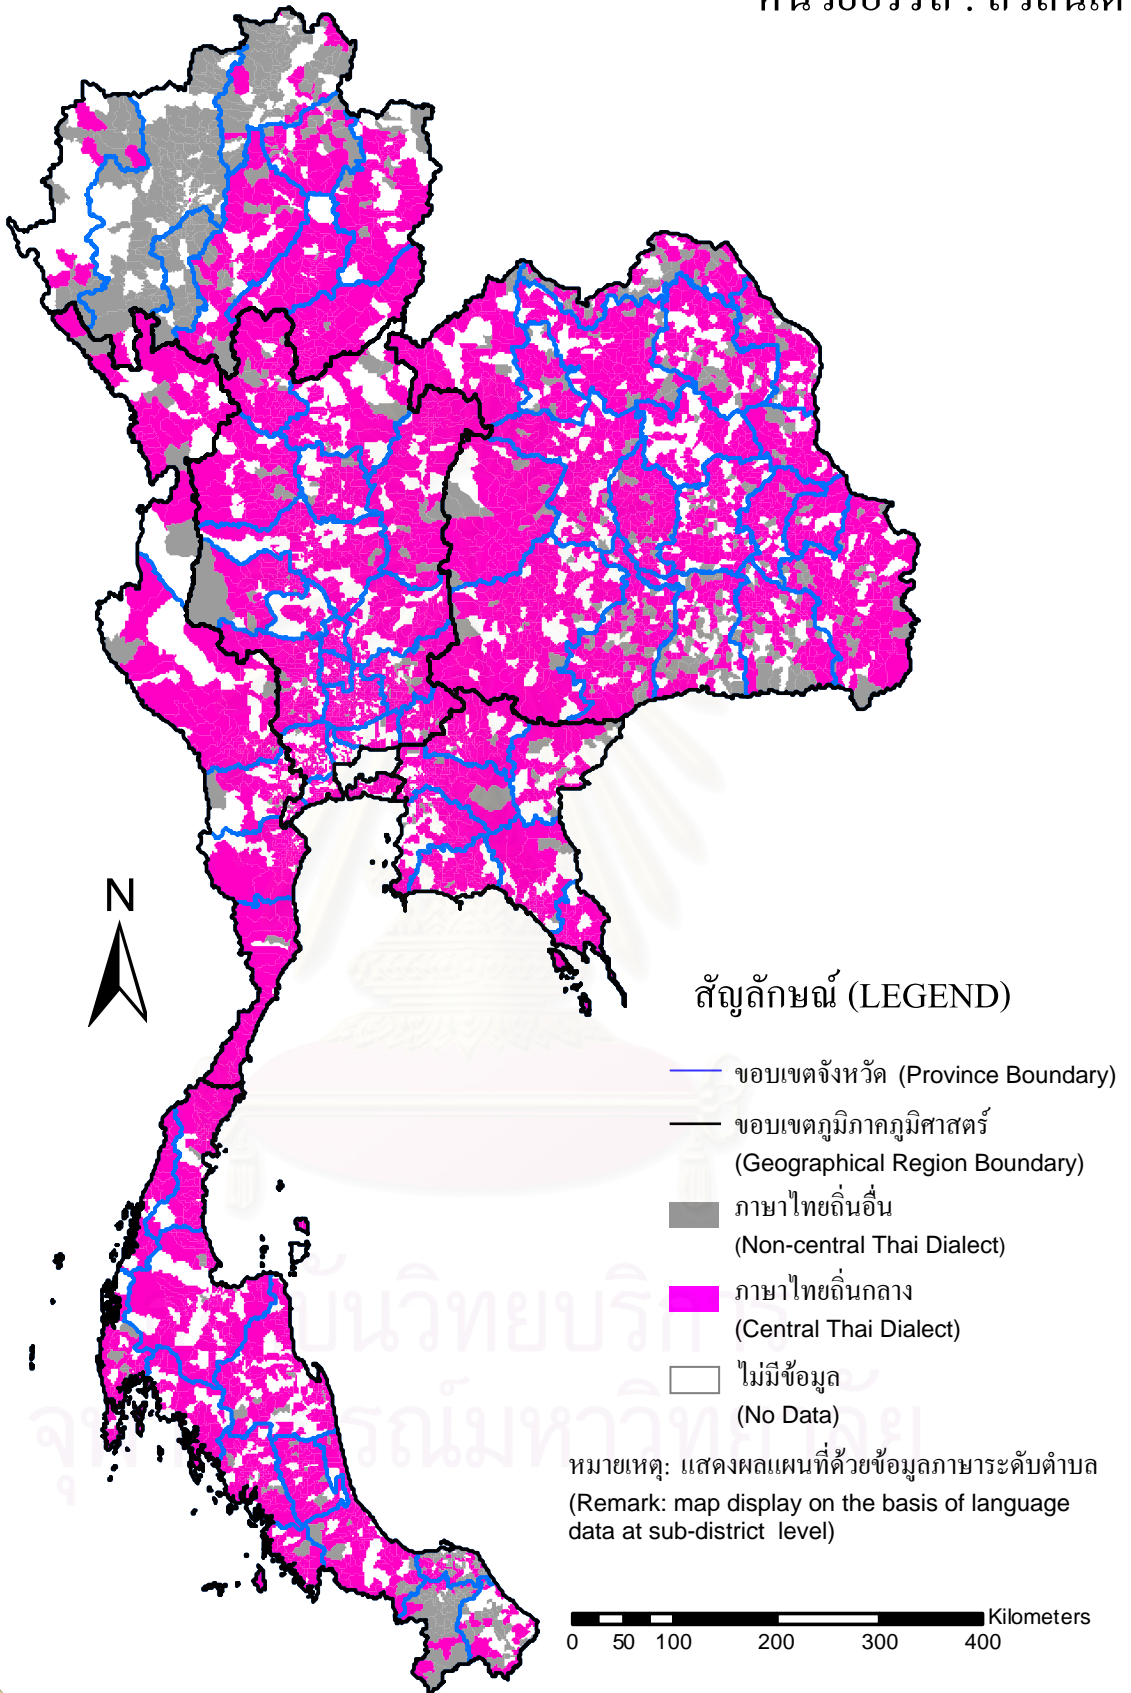 N
สัญลักษณ์ (LEGEND)
ขอบเขตจังหวัด (Province Boundary)
ขอบเขตภูมิภาคภูมิศาสตร์
(Geographical Region Boundary)
ภาษาไทยถิ่นอื่น
(Non-central Thai Dialect)
ภาษาไทยถิ่นกลาง
(Central Thai Dialect)
ไม่มีข้อมูล
(No Data)
หมายเหตุ: แสดงผลแผนที่ด้วยข้อมูลภาษาระดับตำบล
(Remark: map display on the basis of language
data at sub-district level)
Kilometers
0 50 100 200 300 400